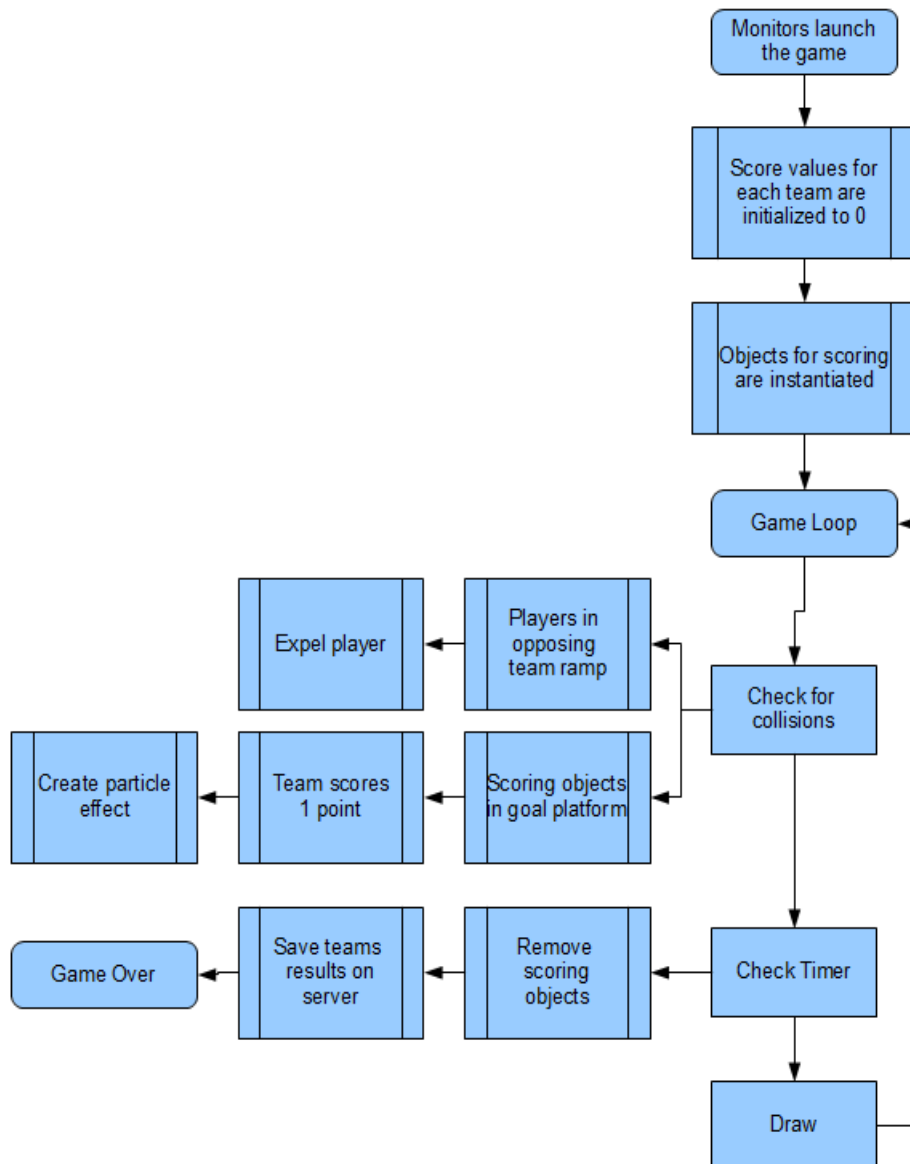 Monitors launch
the game
Score values for
each team are
initialized to 0
Objects for scoring
are instantiated
Game Loop
Expel player
Players in
opposing
team ramp
Check for
collisions
Create particle
effect
Team scores
1 point
Scoring objects
in goal platform
Game Over
Save teams
results on
server
Remove
scoring
objects
Check Timer
Draw